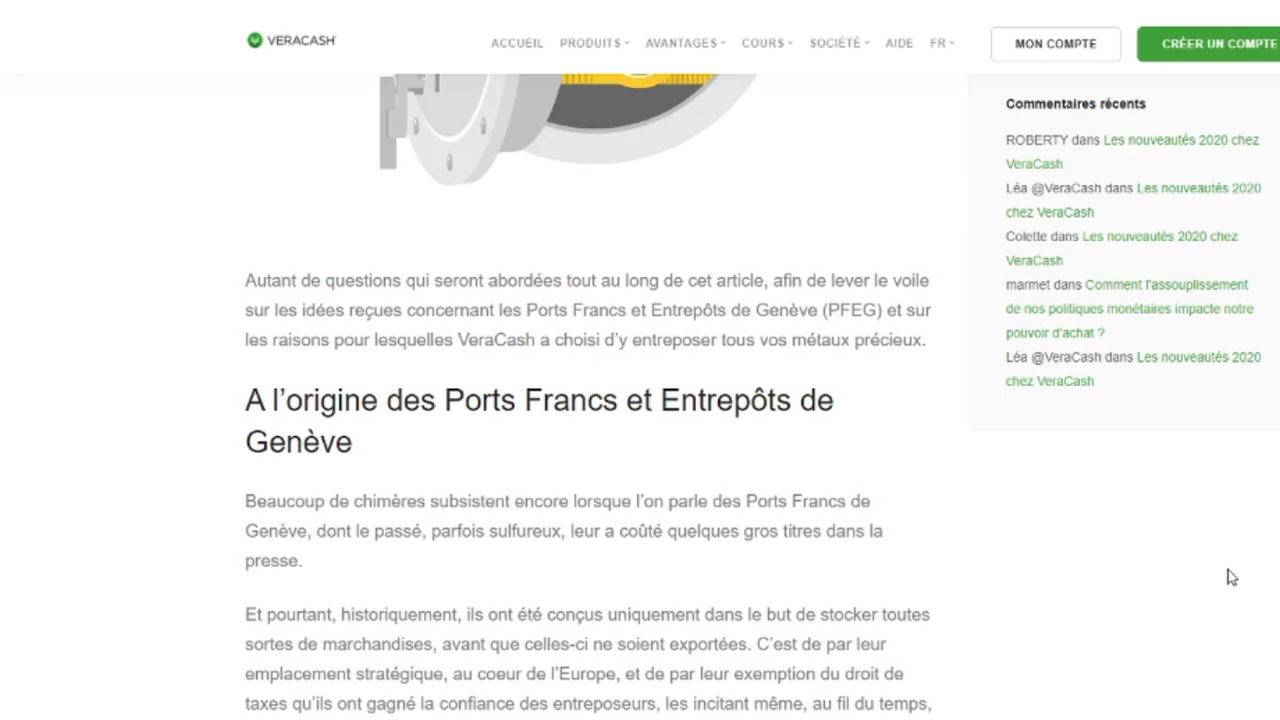 VERACASH
ACCUEIL PRODUITS AVANTAGES COURS SOCIÉTÉ AIDE FR MON COMPTE CRÉER UN COMPTE
Autant de questions qui seront abordées tout au long de cet article, afin de lever le voile
sur les idées reçues concernant les Ports Francs et Entrepôts de Genève (PFEG) et sur
les raisons pour lesquelles VeraCash a choisi d’y entreposer tous vos métaux précieux.
A l’origine des Ports Francs et Entrepôts de
Genève
Beaucoup de chimères subsistent encore lorsque l’on parle des Ports Francs de
Genève, dont le passé, parfois sulfureux, leur a coûté quelques gros titres dans la
presse.
Et pourtant, historiquement, ils ont été conçus uniquement dans le but de stocker toutes
sortes de marchandises, avant que celles-ci ne soient exportées. C’est de par leur
emplacement stratégique, au coeur de l’Europe, et de par leur exemption du droit de
taxes qu’ils ont gagné la confiance des entreposeurs, les incitant même, au fil du temps,
Commentaires récents
ROBERTY dans Les nouveautés 2020 chez
VeraCash
Léa @VeraCash dans Les nouveautés 2020
chez VeraCash
Colette dans Les nouveautés 2020 chez
VeraCash
marmet dans Comment l’assouplissement
de nos politiques monétaires impacte notre
pouvoir d’achat ?
Léa @VeraCash dans Les nouveautés 2020
chez VeraCash